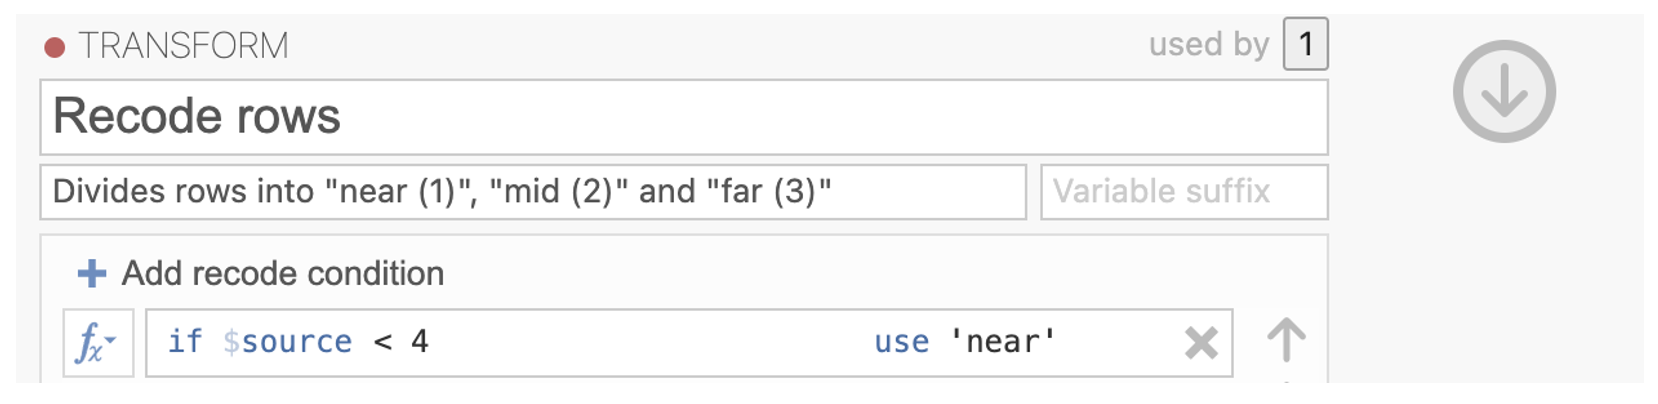 TRANSFORM used by 1
Recode rows
Divides rows into "near (1)", "mid (2)" and "far (3)" Variable suffix
Add recode condition
fx if $source < 4 use 'near'